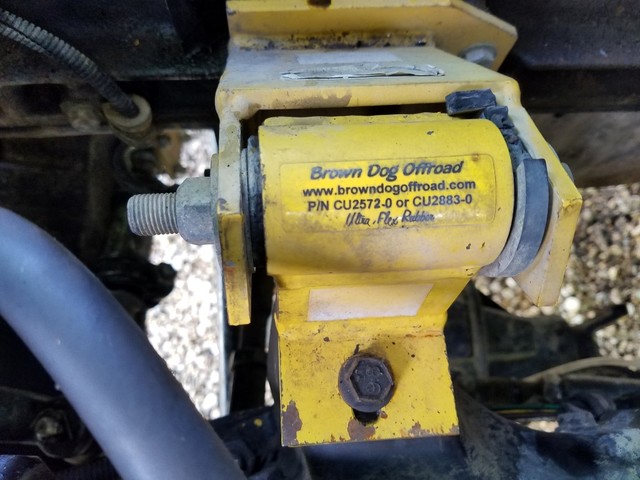 Brown Dog Offroad
www.browndogoffroad.com
P/N CU2572-0 or CU2883-0
Ultra Flex Rubber